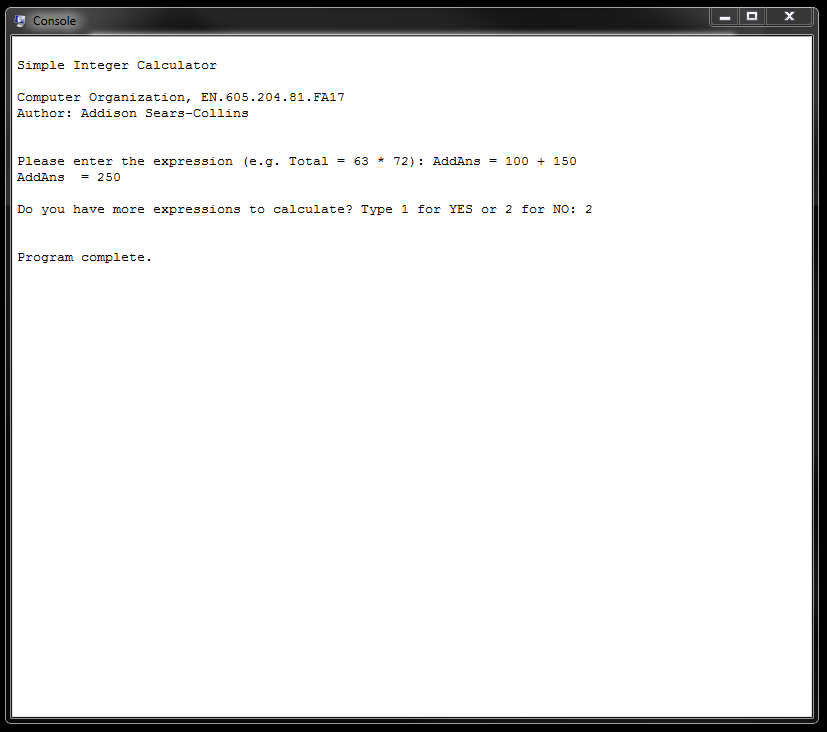 Console
Simple Integer Calculator
Computer Organization, EN.605.204.81.FA17
Author: Addison Sears-Collins
Please enter the expression (e.g. Total = 63 * 72): AddAns = 100 + 150
AddAns  = 250
Do you have more expressions to calculate? Type 1 for YES or 2 for NO: 2
Program complete.